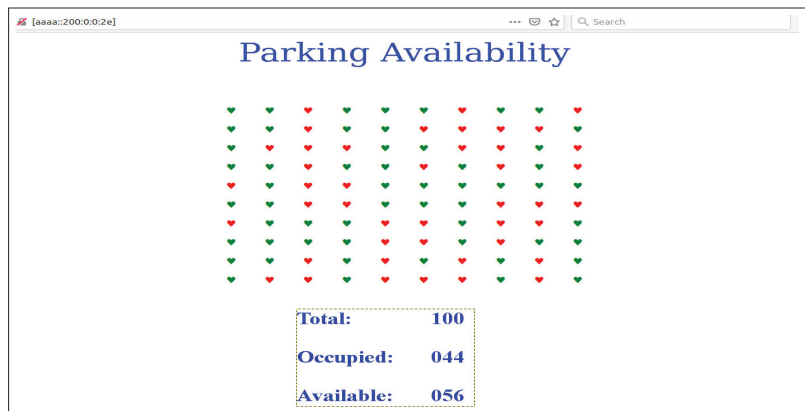 [aaaa::200:0:0:2e]
Search
Parking Availability
Total: 100
Occupied: 044
Available: 056